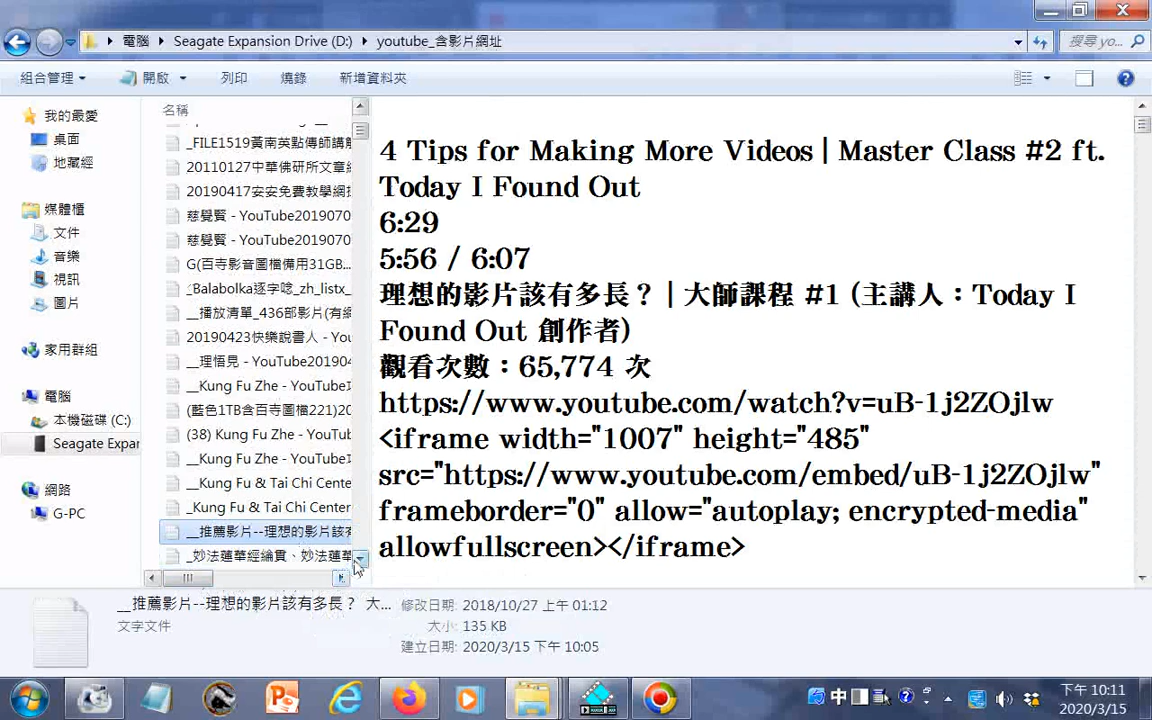 電腦 ▸ Seagate Expansion Drive (D:) ▸ youtube_含影片網址
搜尋 yo...
組合管理 ▾ 開啟 ▾ 列印 燒錄 新增資料夾
我的最愛
桌面
地藏經
媒體櫃
文件
音樂
視訊
圖片
家用群組
電腦
本機磁碟 (C:)
Seagate Expar
網路
G-PC
名稱
_FILE1519黃南英點傳師講
20110127中華佛研所文章
20190417安安免費教學網
慈覺賢 - YouTube2019070
慈覺賢 - YouTube2019070
G(百寺影音圖檔備用31GB...
_Balabolka逐字唸_zh_listx_
__播放清單_436部影片(有
20190423快樂說書人 - You
__理悟見 - YouTube201904
__Kung Fu Zhe - YouTube
(藍色1TB含百寺圖檔221)20
(38) Kung Fu Zhe - YouTub
__Kung Fu Zhe - YouTube
__Kung Fu & Tai Chi Cente
_Kung Fu & Tai Chi Center
__推薦影片--理想的影片該有
_妙法蓮華經綸貫、妙法蓮華
4 Tips for Making More Videos | Master Class #2 ft.
Today I Found Out
6:29
5:56 / 6:07
理想的影片該有多長？ | 大師課程 #1 (主講人：Today I
Found Out 創作者)
觀看次數：65,774 次
https://www.youtube.com/watch?v=uB-1j2ZOjlw
<iframe width="1007" height="485"
src="https://www.youtube.com/embed/uB-1j2ZOjlw"
frameborder="0" allow="autoplay; encrypted-media"
allowfullscreen></iframe>
__推薦影片--理想的影片該有多長？ 大...
文字文件
修改日期: 2018/10/27 上午 01:12
大小: 135 KB
建立日期: 2020/3/15 下午 10:05
中
下午 10:11
2020/3/15